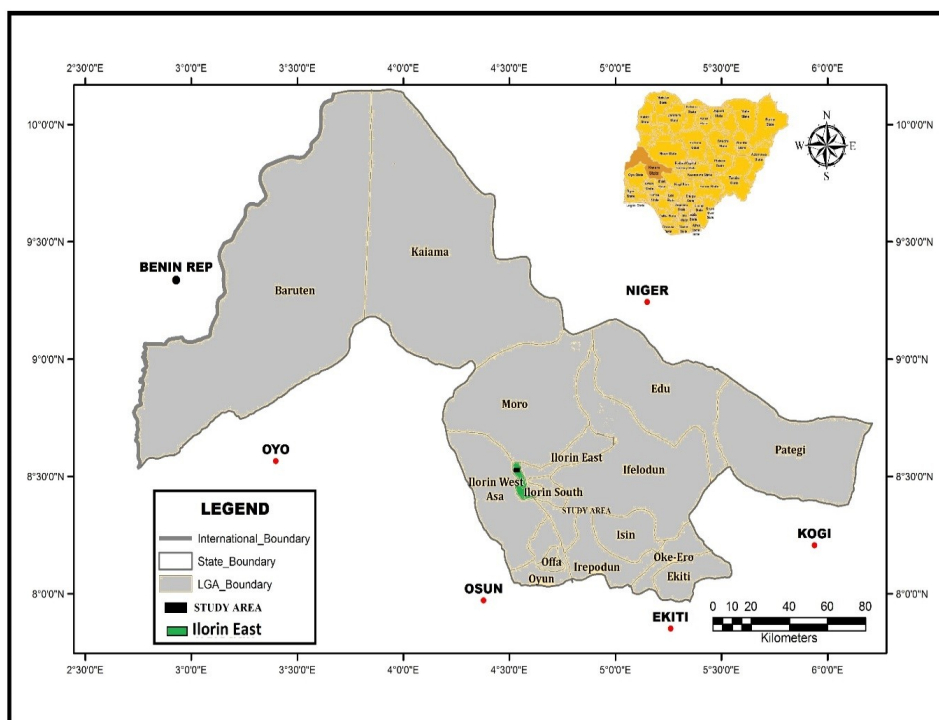 2°30'0"E 3°0'0"E 3°30'0"E 4°0'0"E 4°30'0"E 5°0'0"E 5°30'0"E 6°0'0"E
10°0'0"N 10°0'0"N
N
W E
S
9°30'0"N 9°30'0"N
Kaiama
BENIN REP
Baruten
NIGER
9°0'0"N 9°0'0"N
Edu
Moro
Pategi
OYO
Ilorin East
8°30'0"N 8°30'0"N
Ifelodun
Ilorin West
Asa
Ilorin South
STUDY AREA
Isin
KOGI
Oke-Ero
Offa
Irepodun
Ekiti
Oyun
8°0'0"N 8°0'0"N
OSUN
EKITI
LEGEND
International_Boundary
State_Boundary
LGA_Boundary
STUDY AREA
Ilorin East
0 10 20 40 60 80
Kilometers
2°30'0"E 3°0'0"E 3°30'0"E 4°0'0"E 4°30'0"E 5°0'0"E 5°30'0"E 6°0'0"E